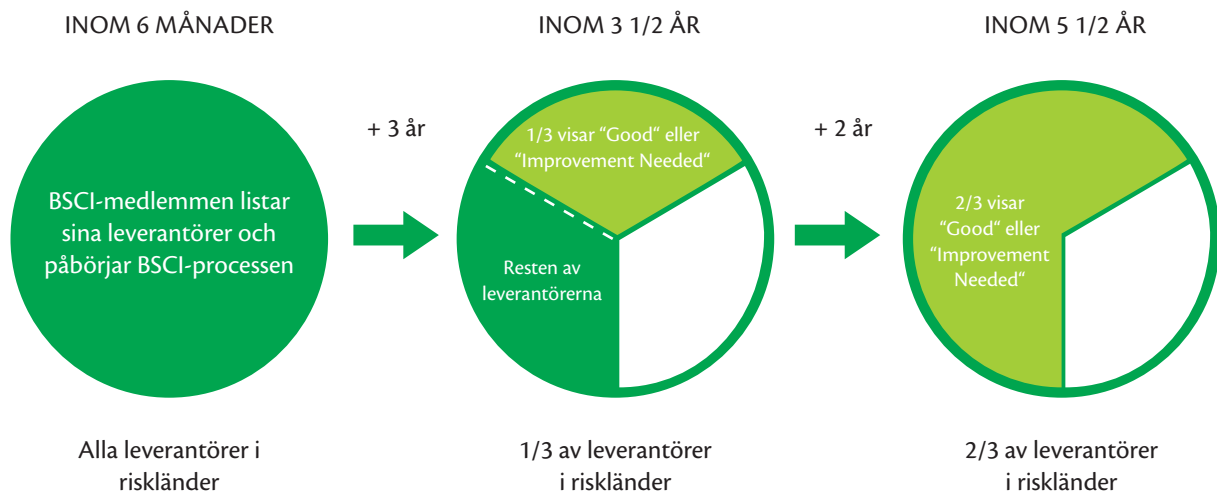 INOM 6 MÅNADER
INOM 3 1/2 ÅR
INOM 5 1/2 ÅR
BSCI-medlemmen listar
sina leverantörer och
påbörjar BSCI-processen
+ 3 år
1/3 visar “Good“ eller
“Improvement Needed“
Resten av
leverantörerna
+ 2 år
2/3 visar
“Good“ eller
“Improvement
Needed“
Alla leverantörer i
riskländer
1/3 av leverantörer
i riskländer
2/3 av leverantörer
i riskländer